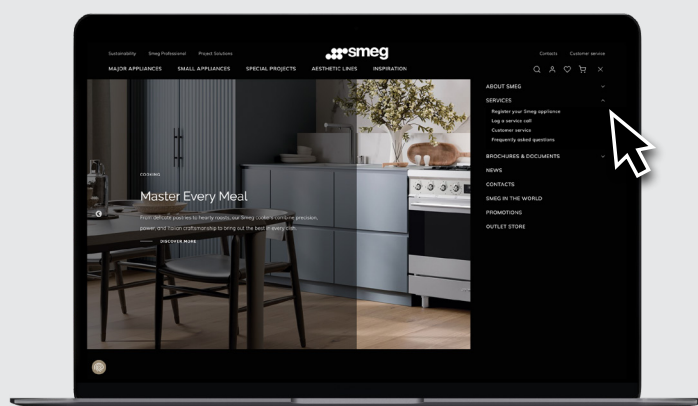 Sustainability Smeg Professional Project Solutions
smeg
Contacts Customer service
MAJOR APPLIANCES SMALL APPLIANCES SPECIAL PROJECTS AESTHETIC LINES INSPIRATION
COOKING
Master Every Meal
From delicate pastries to hearty roasts, our Smeg cookers combine precision,
power, and Italian craftsmanship to bring out the best in every dish.
DISCOVER MORE
ABOUT SMEG
SERVICES
Register your Smeg appliance
Log a service call
Customer service
Frequently asked questions
BROCHURES & DOCUMENTS
NEWS
CONTACTS
SMEG IN THE WORLD
PROMOTIONS
OUTLET STORE